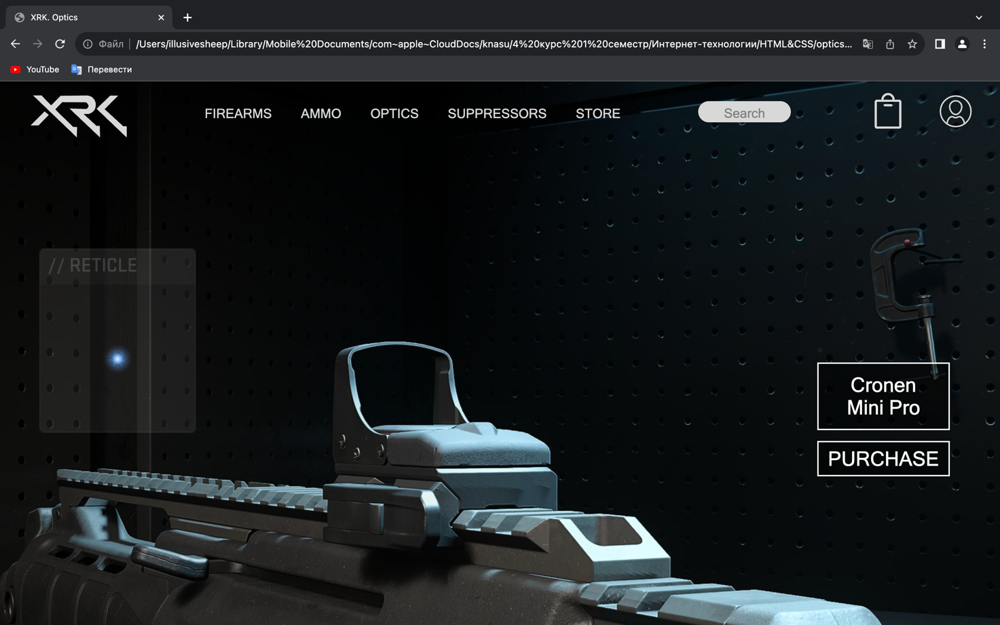 XRK. Optics
Файл
/Users/illusivesheep/Library/Mobile%20Documents/com~apple~CloudDocs/knasu/4%20курс%201%20семестр/Интернет-технологии/HTML&CSS/optics...
YouTube
Перевести
XRK
FIREARMS
AMMO
OPTICS
SUPPRESSORS
STORE
Search
// RETICLE
Cronen
Mini Pro
PURCHASE